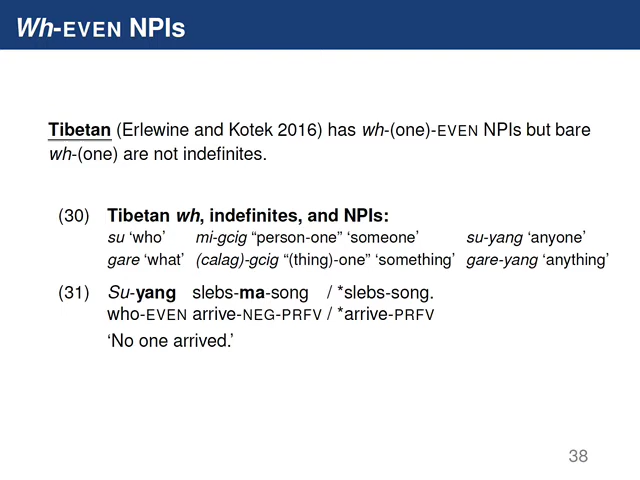 Wh-EVEN NPIs
Tibetan (Erlewine and Kotek 2016) has wh-(one)-EVEN NPIs but bare
wh-(one) are not indefinites.
(30) Tibetan wh, indefinites, and NPIs:
su ‘who’ mi-gcig “person-one” ‘someone’ su-yang ‘anyone’
gare ‘what’ (calag)-gcig “(thing)-one” ‘something’ gare-yang ‘anything’
(31) Su-yang slebs-ma-song / *slebs-song.
who-EVEN arrive-NEG-PRFV / *arrive-PRFV
‘No one arrived.’
38